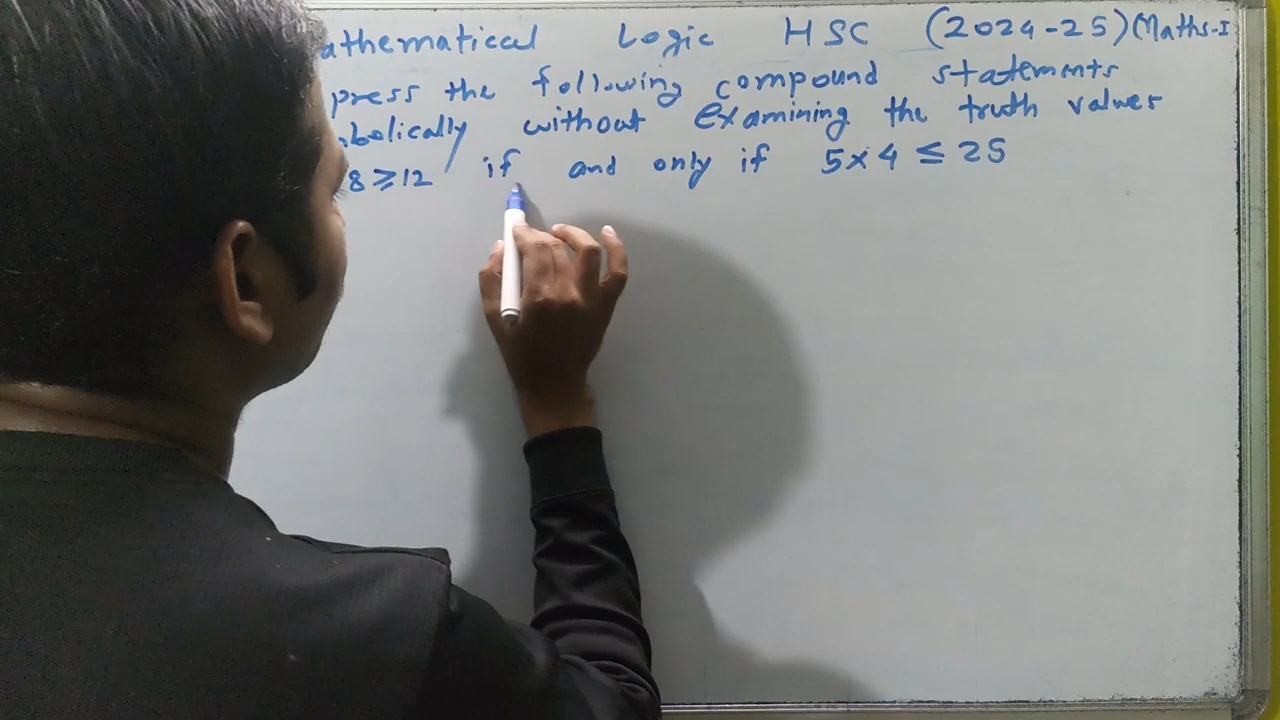 athematical Logic HSC (2024-25)(Maths-I
press the following compound statements
bolically without examining the truth values
8 ≥ 12 if and only if 5 x 4 ≤ 25